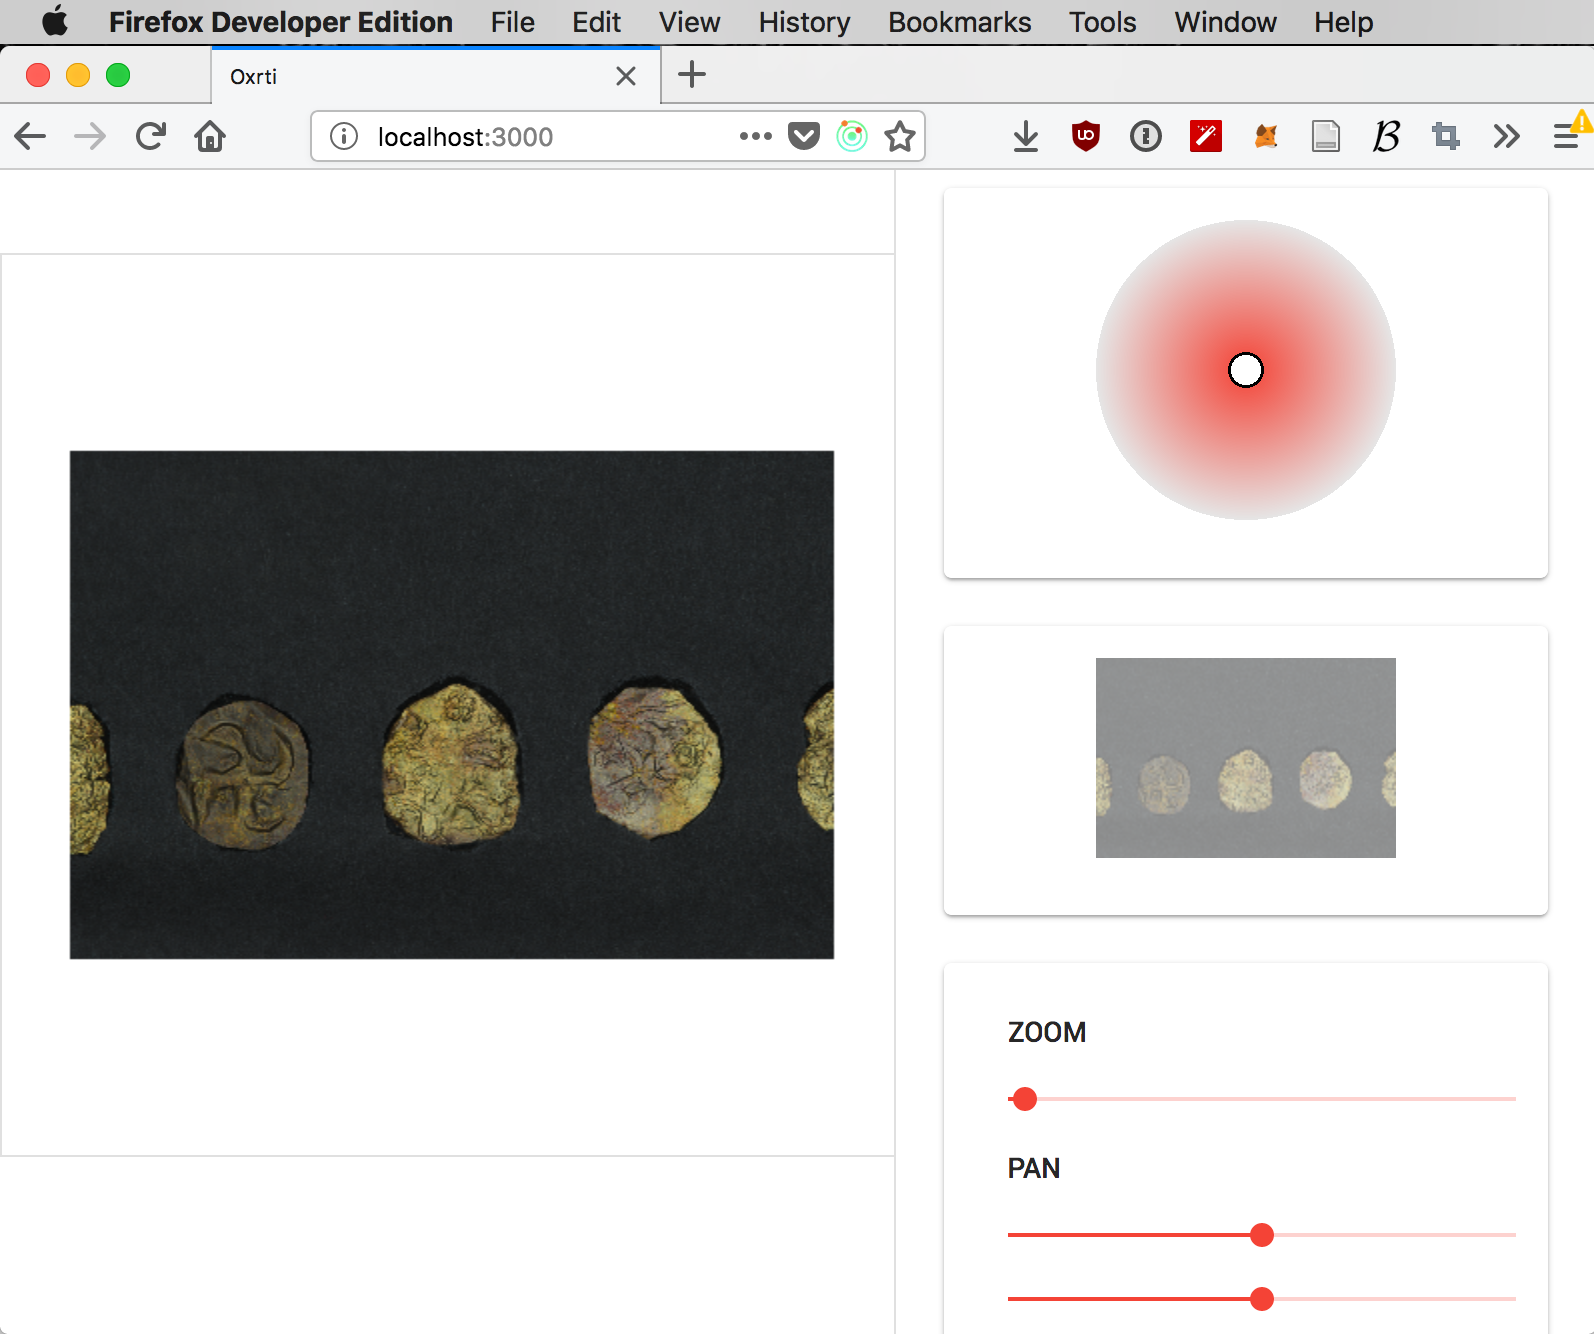 Firefox Developer Edition File Edit View History Bookmarks Tools Window Help
Oxrti
localhost:3000
ZOOM
PAN